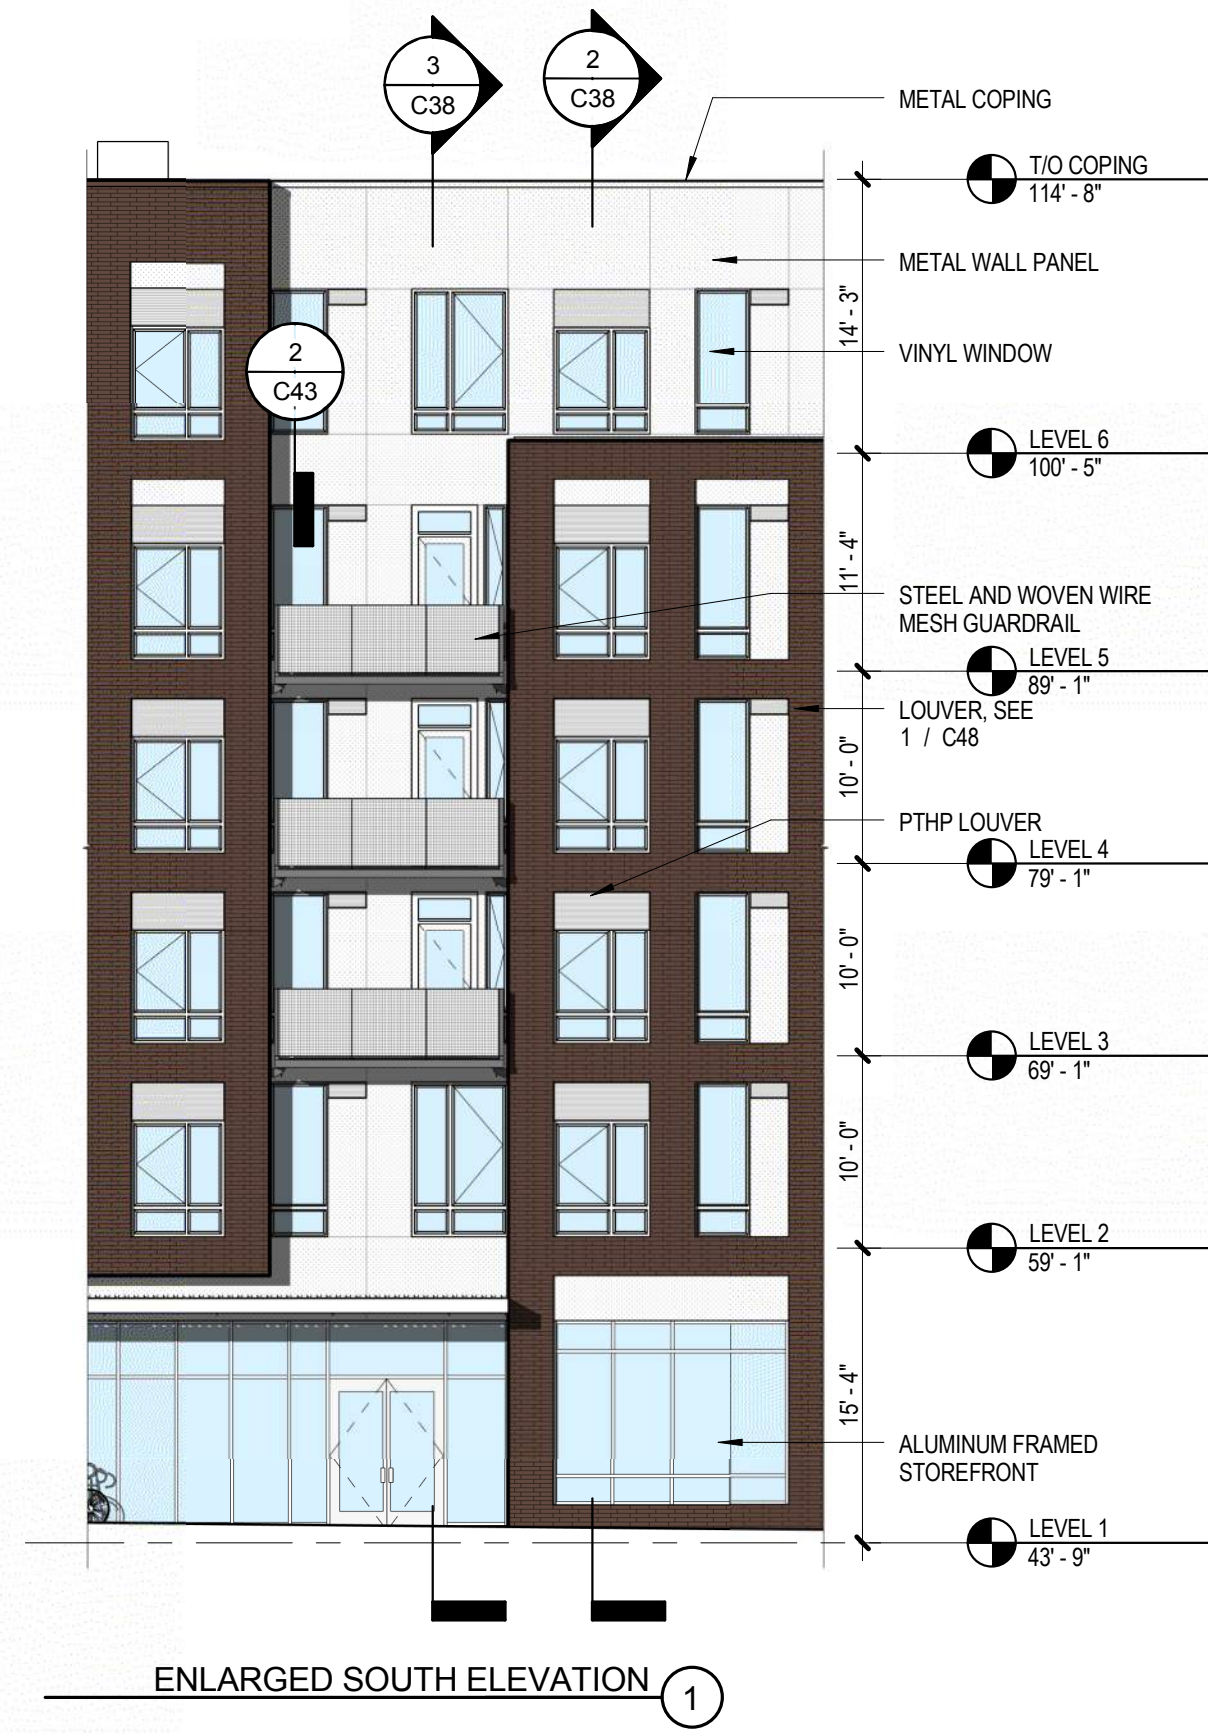 3
C38
2
C38
METAL COPING
T/O COPING
114' - 8"
METAL WALL PANEL
14' - 3"
VINYL WINDOW
2
C43
LEVEL 6
100' - 5"
11' - 4"
STEEL AND WOVEN WIRE
MESH GUARDRAIL
LEVEL 5
89' - 1"
LOUVER, SEE
1 / C48
10' - 0"
PTHP LOUVER
LEVEL 4
79' - 1"
10' - 0"
LEVEL 3
69' - 1"
10' - 0"
LEVEL 2
59' - 1"
15' - 4"
ALUMINUM FRAMED
STOREFRONT
LEVEL 1
43' - 9"
ENLARGED SOUTH ELEVATION
1